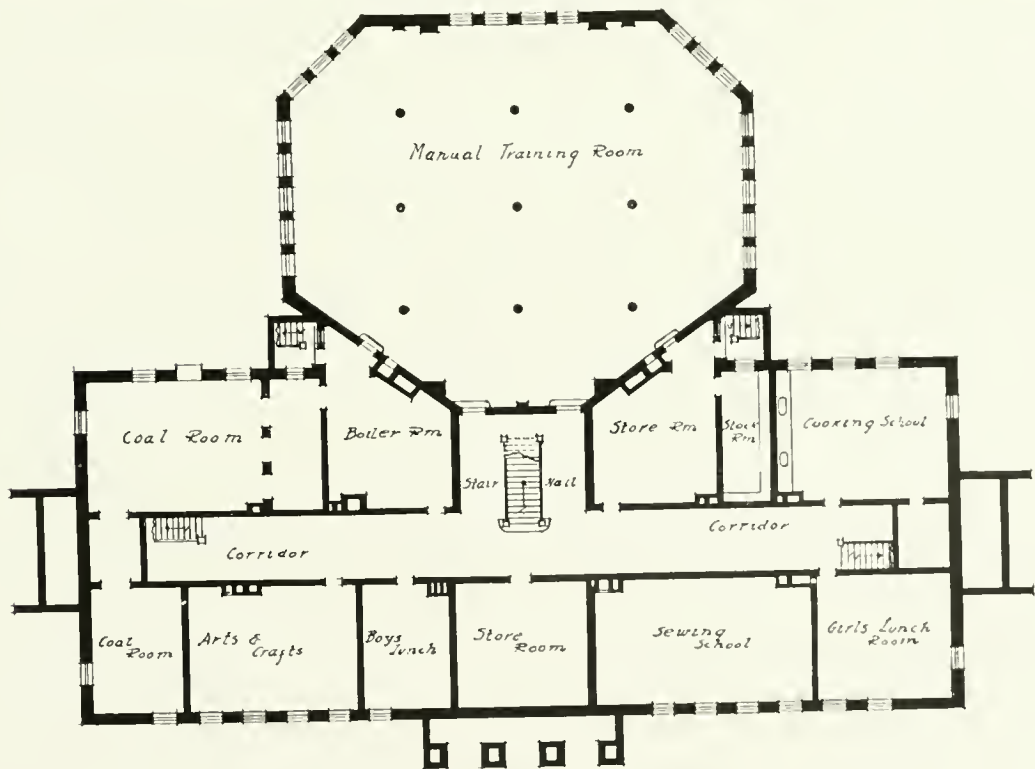 Manual Training Room
Coal Room
Boiler Rm
Stair Hall
Store Rm
Stock
Rm
Cooking School
Corridor
Corridor
Coal
Room
Arts &
Crafts
Boys
Lunch
Store
Room
Sewing
School
Girls Lunch
Room